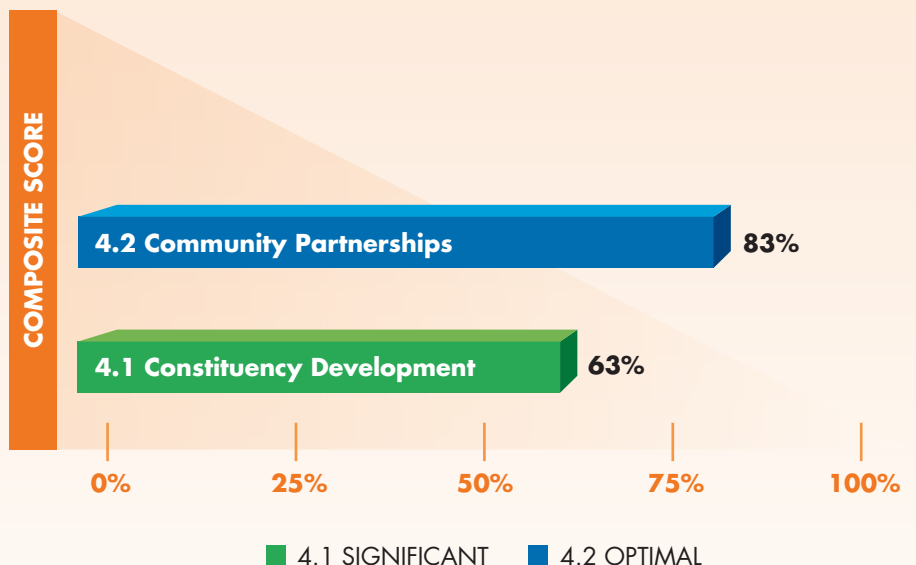 COMPOSITE SCORE
4.2 Community Partnerships
83%
4.1 Constituency Development
63%
0% 25% 50% 75% 100%
4.1 SIGNIFICANT 4.2 OPTIMAL